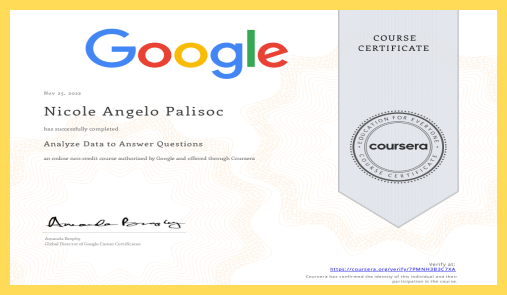 Google
COURSE
CERTIFICATE
Nov 25, 2022
Nicole Angelo Palisoc
has successfully completed
Analyze Data to Answer Questions
an online non-credit course authorized by Google and offered through Coursera
EDUCATION FOR EVERYONE
coursera
COURSE CERTIFICATE
Amanda Brophy
Global Director of Google Career Certificates
Verify at:
https://coursera.org/verify/7PMNH3B3C7XA
Coursera has confirmed the identity of this individual and their
participation in the course.